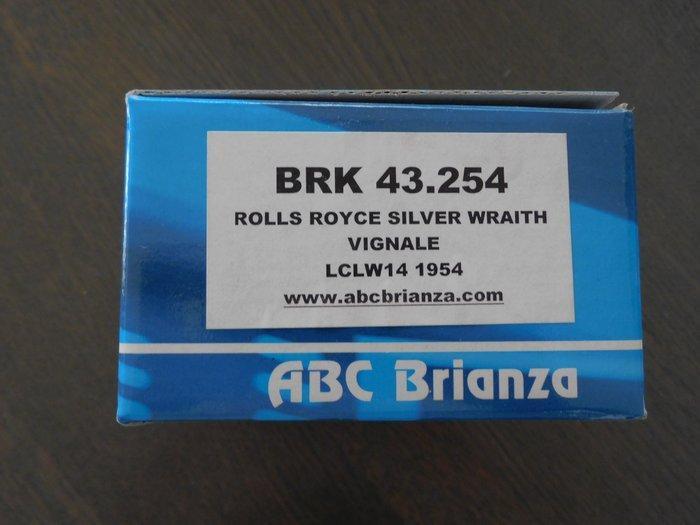 BRK 43.254
ROLLS ROYCE SILVER WRAITH
VIGNALE
LCLW14 1954
www.abcbrianza.com
ABC Brianza